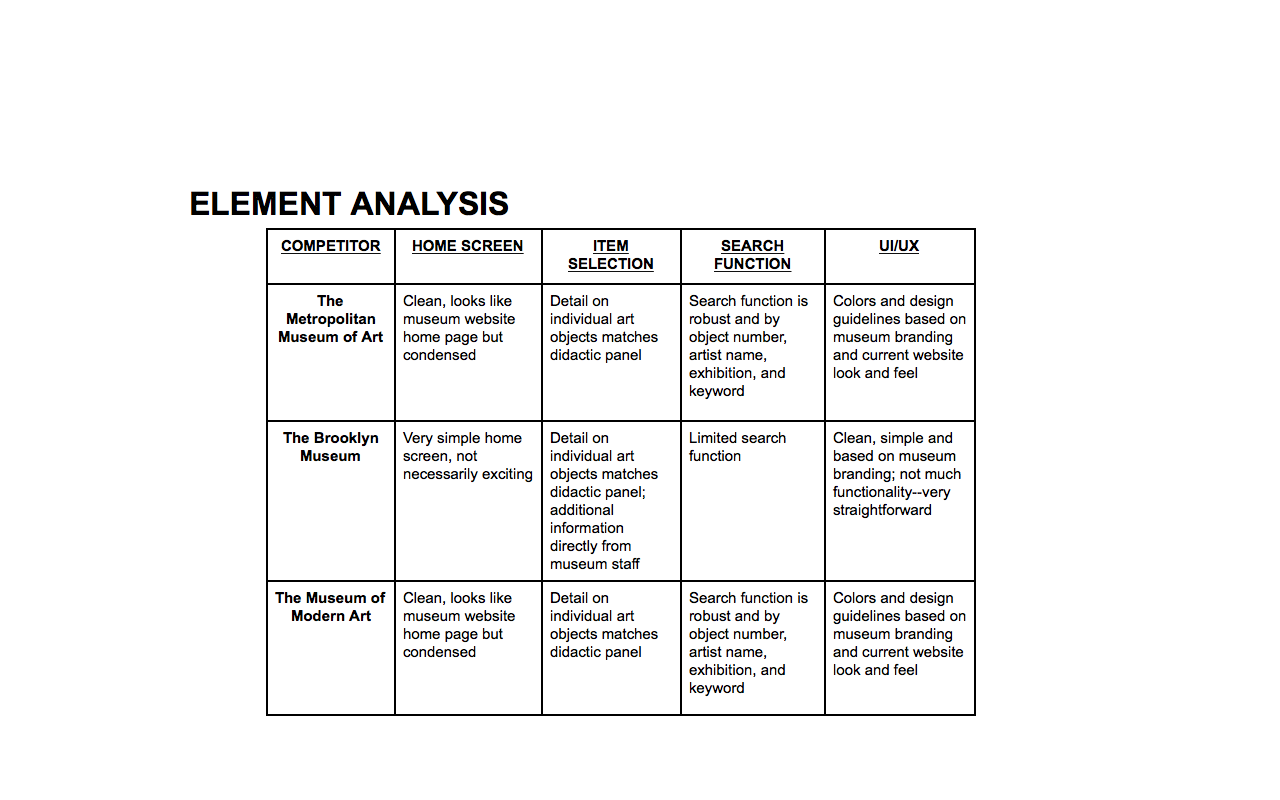 ELEMENT ANALYSIS
COMPETITOR
HOME SCREEN
ITEM
SELECTION
SEARCH
FUNCTION
UI/UX
The
Metropolitan
Museum of Art
Clean, looks like
museum website
home page but
condensed
Detail on
individual art
objects matches
didactic panel
Search function is
robust and by
object number,
artist name,
exhibition, and
keyword
Colors and design
guidelines based on
museum branding
and current website
look and feel
The Brooklyn
Museum
Very simple home
screen, not
necessarily exciting
Detail on
individual art
objects matches
didactic panel;
additional
information
directly from
museum staff
Limited search
function
Clean, simple and
based on museum
branding; not much
functionality--very
straightforward
The Museum of
Modern Art
Clean, looks like
museum website
home page but
condensed
Detail on
individual art
objects matches
didactic panel
Search function is
robust and by
object number,
artist name,
exhibition, and
keyword
Colors and design
guidelines based on
museum branding
and current website
look and feel